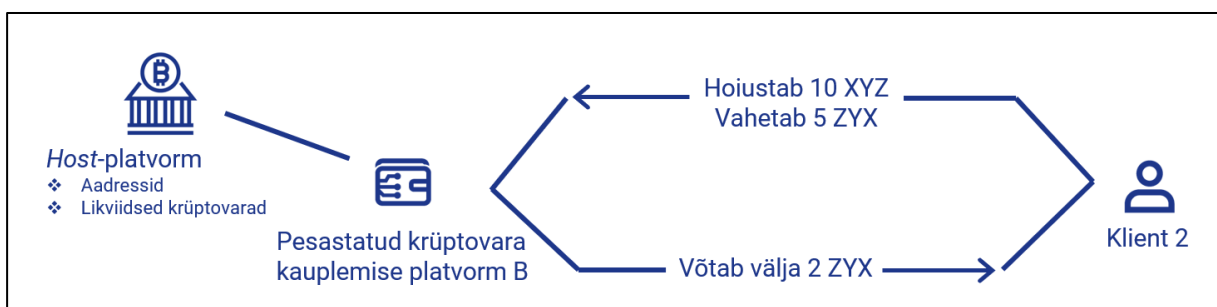 Host-platvorm
❖ Aadressid
❖ Likviidsed krüptovarad
Pesastatud krüptovara
kauplemise platvorm B
Hoiustab 10 XYZ
Vahetab 5 ZYX
Võtab välja 2 ZYX
Klient 2